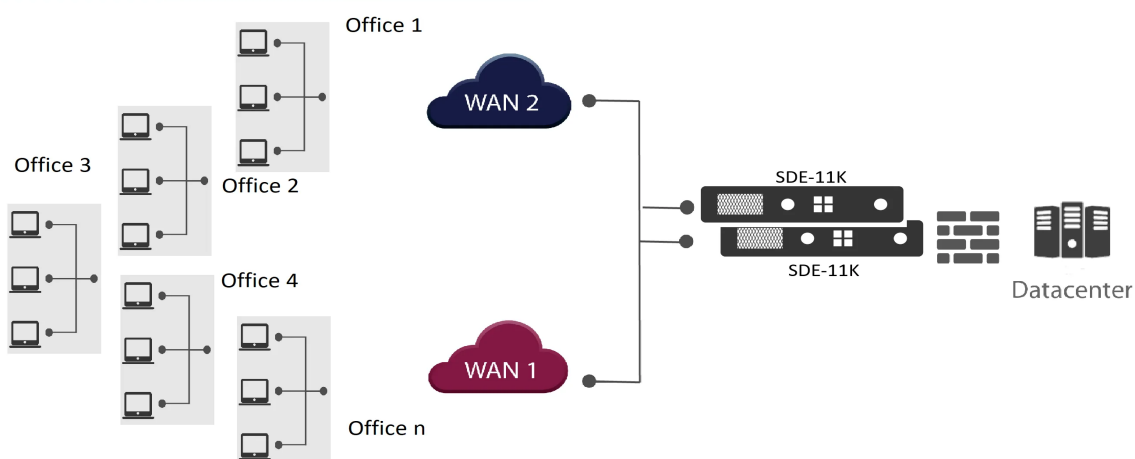 Office 1
WAN 2
Office 3
Office 2
SDE-11K
SDE-11K
Office 4
Datacenter
WAN 1
Office n